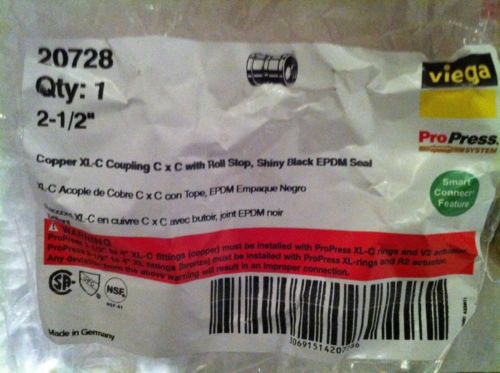 20728
Qty: 1
2-1/2"
viega
ProPress
SYSTEM
Copper XL-C Coupling C x C with Roll Stop, Shiny Black EPDM Seal
XL-C Acople de Cobre C x C con Tope, EPDM Empaque Negro
XL-C en cuivre C x C avec butoir, joint EPDM noir
Smart
Connect
Feature
WARNING
ProPress 2-1/2" to 4" XL-C fittings (copper) must be installed with ProPress XL-C rings and V2 actuator.
ProPress 2-1/2" to 4" XL fittings (bronze) must be installed with ProPress XL-rings and R2 actuator.
Any deviation from the above warning will result in an improper connection.
NSF
Made in Germany